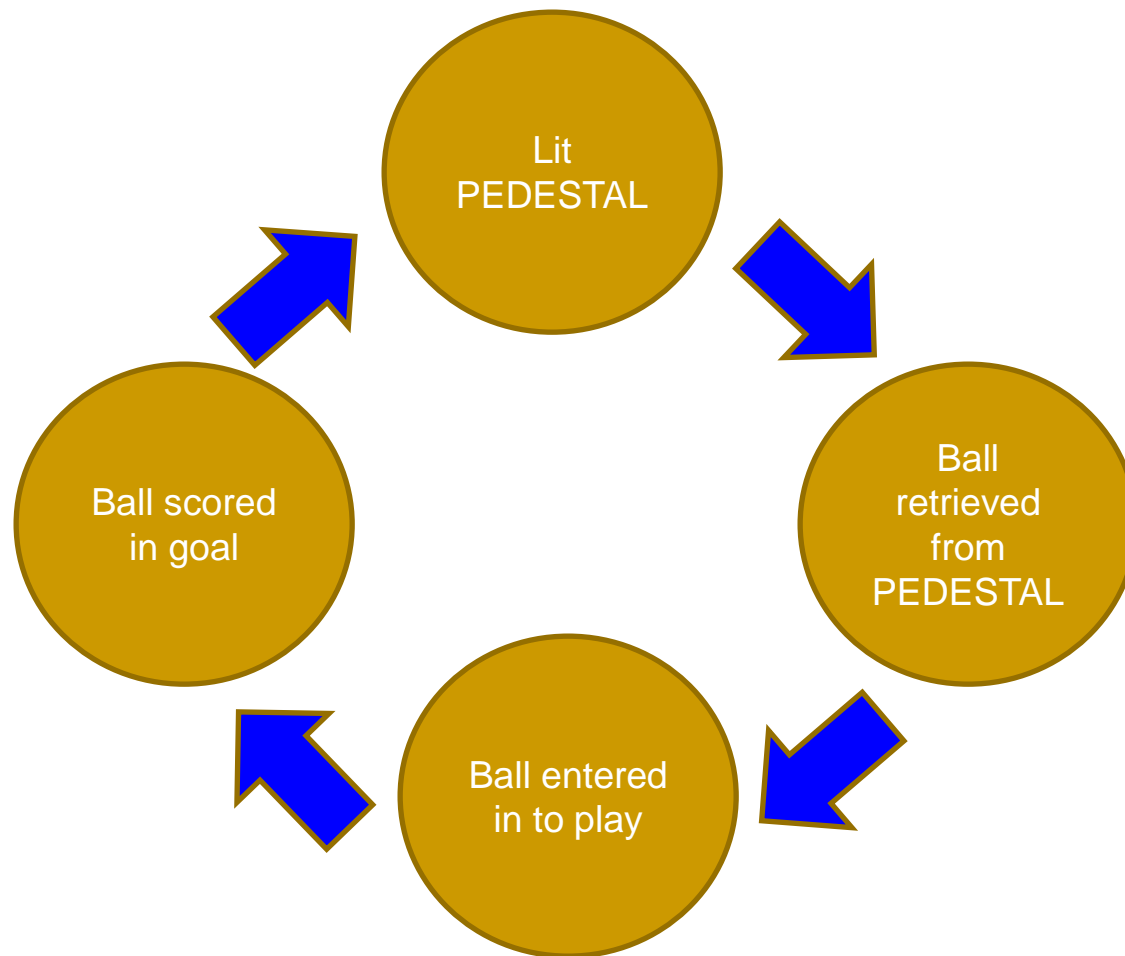 Lit
PEDESTAL
Ball
retrieved
from
PEDESTAL
Ball entered
in to play
Ball scored
in goal